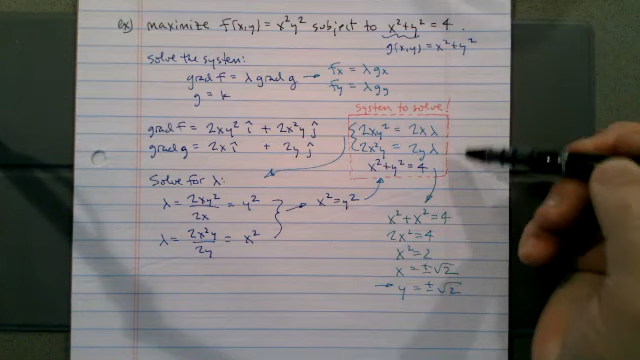 ex) maximize f(x,y) = x²y² subject to x²+y² = 4.
g(x,y) = x²+y²
solve the system:
grad f = λ grad g → fx = λ gx
fy = λ gy
g = k
system to solve!
grad f = 2xy² î + 2x²y ĵ
grad g = 2x î + 2y ĵ
2xy² = 2xλ
2x²y = 2yλ
x²+y² = 4
Solve for λ:
λ = 2xy²/2x = y²
λ = 2x²y/2y = x²
x² = y²
x² + x² = 4
2x² = 4
x² = 2
x = ±√2
→ y = ±√2